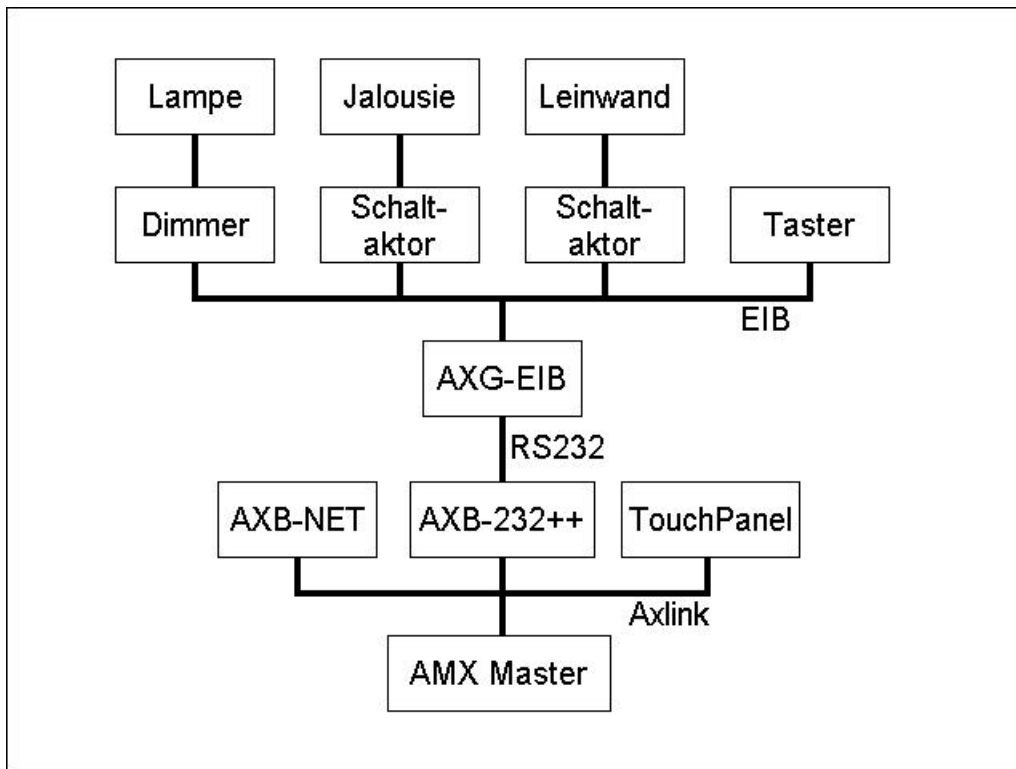 Lampe
Jalousie
Leinwand
Dimmer
Schalt-
aktor
Schalt-
aktor
Taster
EIB
AXG-EIB
RS232
AXB-NET
AXB-232++
TouchPanel
Axlink
AMX Master